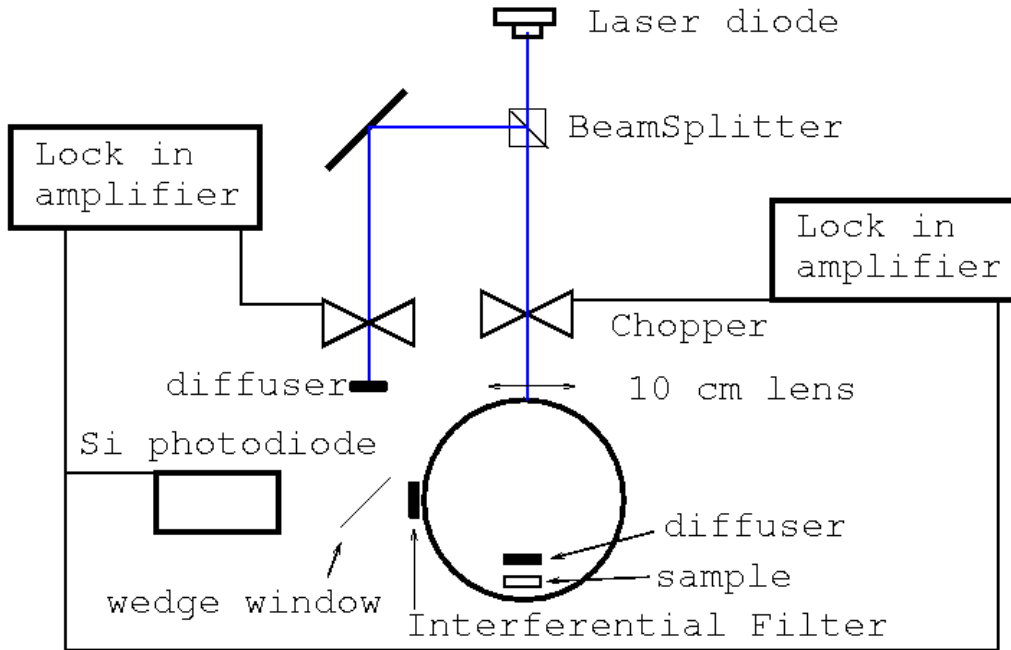 Laser diode
BeamSplitter
Lock in
amplifier
Lock in
amplifier
Chopper
diffuser
10 cm lens
Si photodiode
diffuser
sample
wedge window
Interferential Filter